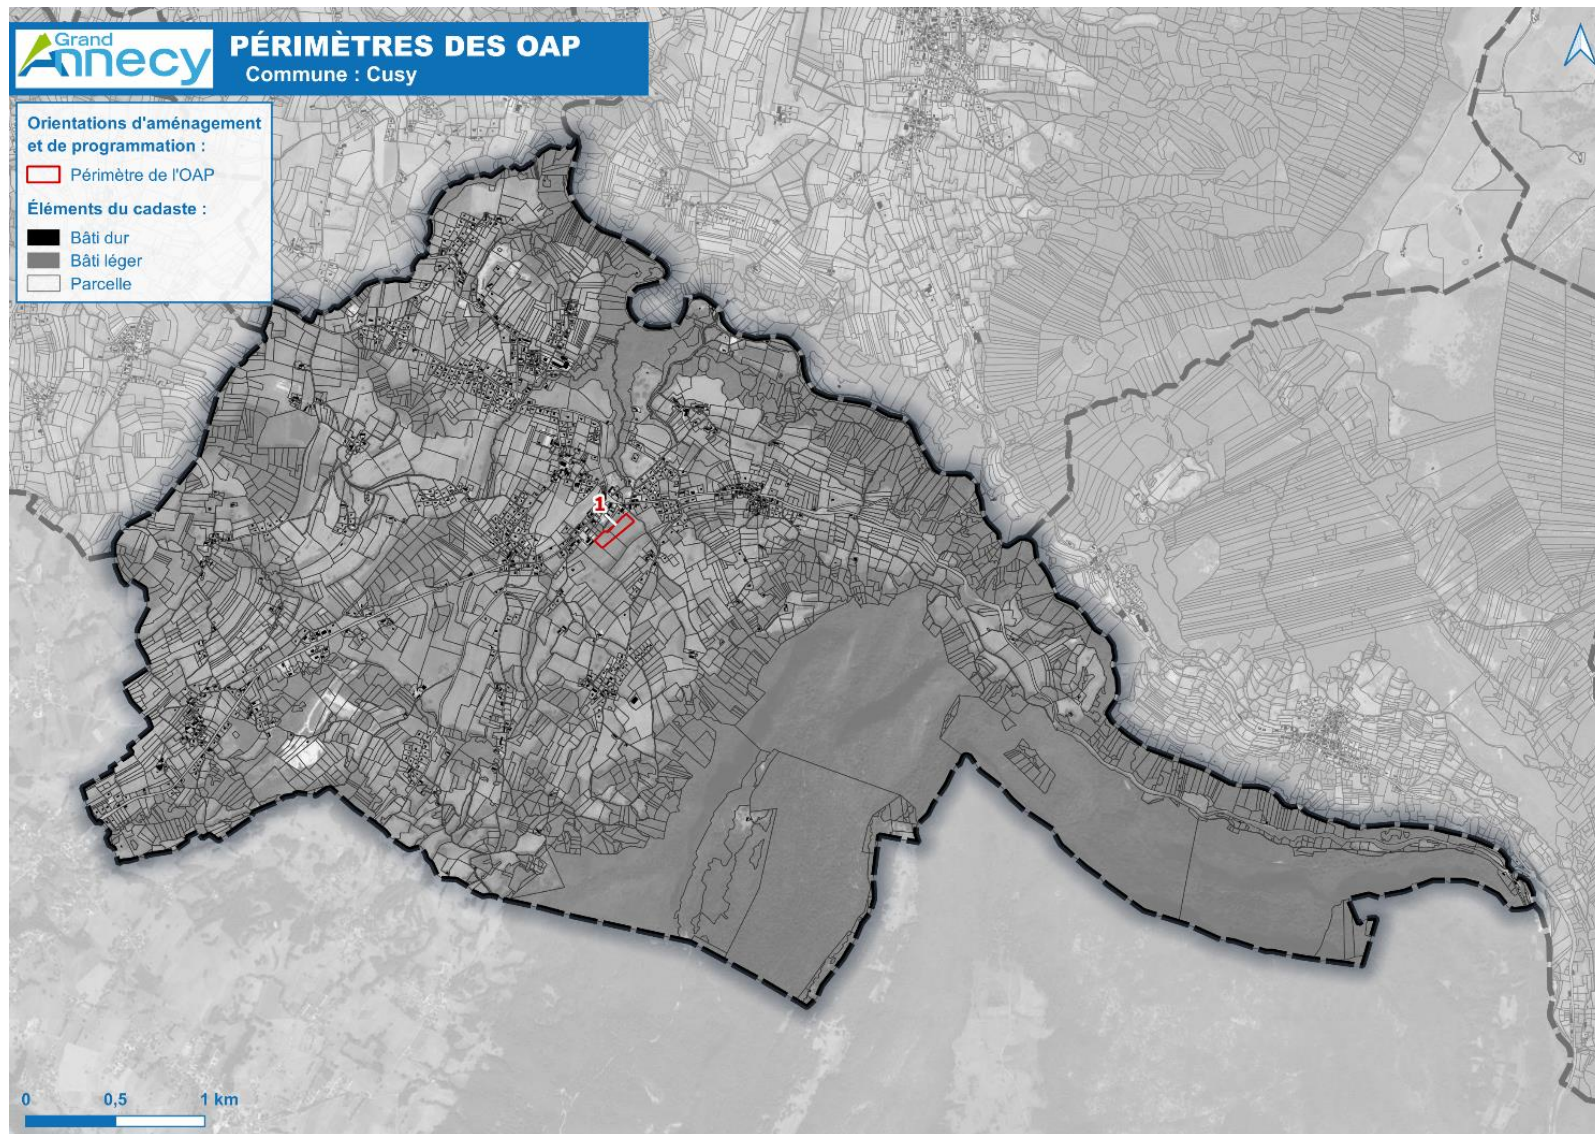 Grand
Annecy
PÉRIMÈTRES DES OAP
Commune : Cusy
Orientations d'aménagement
et de programmation :
Périmètre de l'OAP
Éléments du cadaste :
Bâti dur
Bâti léger
Parcelle
1
0 0,5 1 km